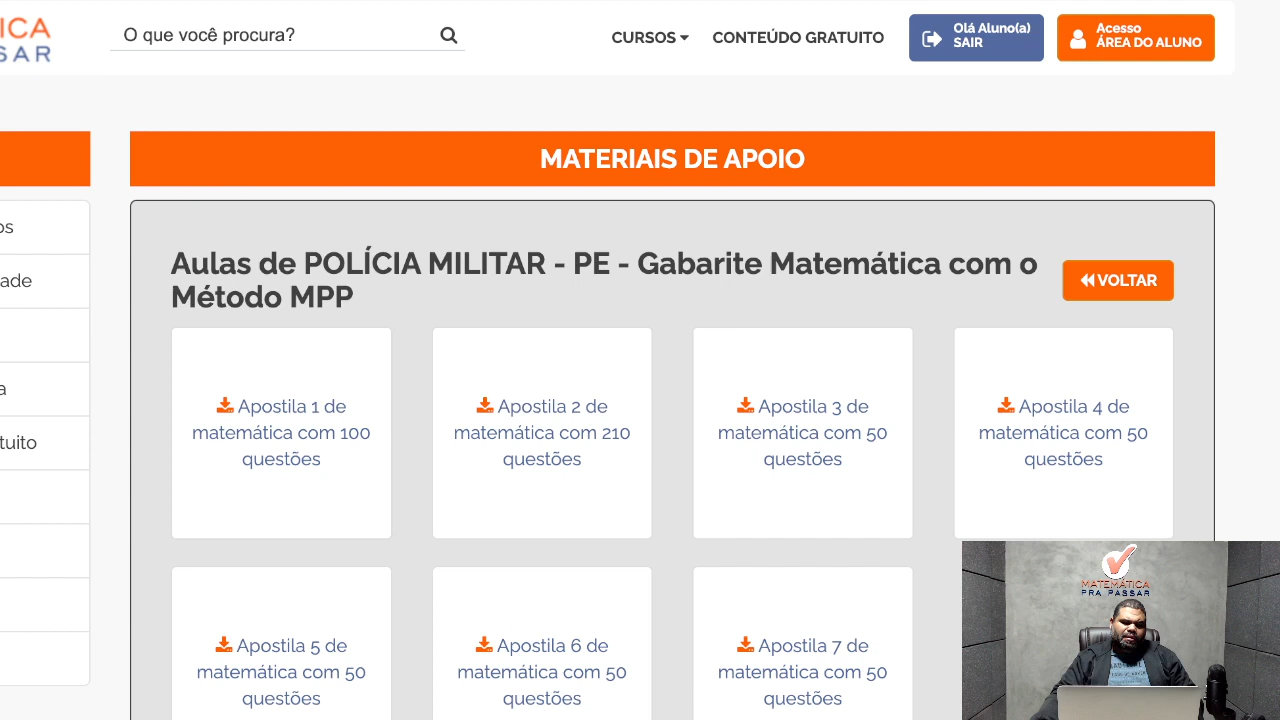 ICA
SAR
O que você procura?
CURSOS
CONTEÚDO GRATUITO
Olá Aluno(a)
SAIR
Acesso
ÁREA DO ALUNO
MATERIAIS DE APOIO
os
ade
a
tuito
Aulas de POLÍCIA MILITAR - PE - Gabarite Matemática com o
Método MPP
VOLTAR
Apostila 1 de
matemática com 100
questões
Apostila 2 de
matemática com 210
questões
Apostila 3 de
matemática com 50
questões
Apostila 4 de
matemática com 50
questões
Apostila 5 de
matemática com 50
questões
Apostila 6 de
matemática com 50
questões
Apostila 7 de
matemática com 50
questões
MATEMÁTICA
PRA PASSAR